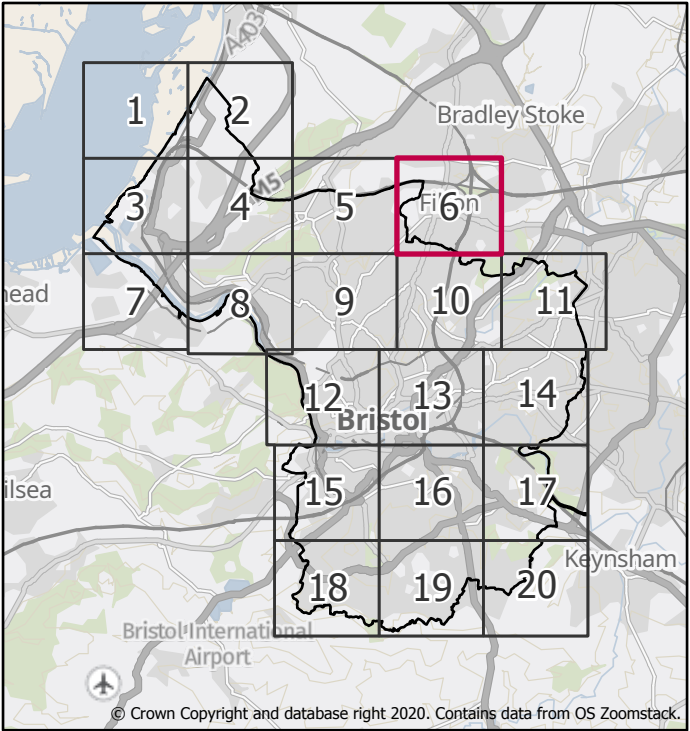 A403
1
2
Bradley Stoke
M5
3
4
5
Filton
6
head
7
8
9
10
11
12
13
14
Bristol
ilsea
15
16
17
Keynsham
18
19
20
Bristol International
Airport
© Crown Copyright and database right 2020. Contains data from OS Zoomstack.